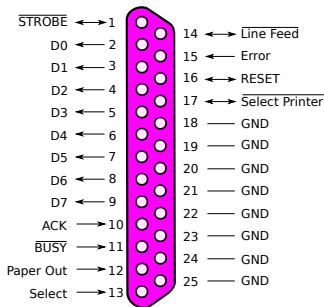 STROBE 1
D0 2
D1 3
D2 4
D3 5
D4 6
D5 7
D6 8
D7 9
ACK 10
BUSY 11
Paper Out 12
Select 13
14 Line Feed
15 Error
16 RESET
17 Select Printer
18 GND
19 GND
20 GND
21 GND
22 GND
23 GND
24 GND
25 GND